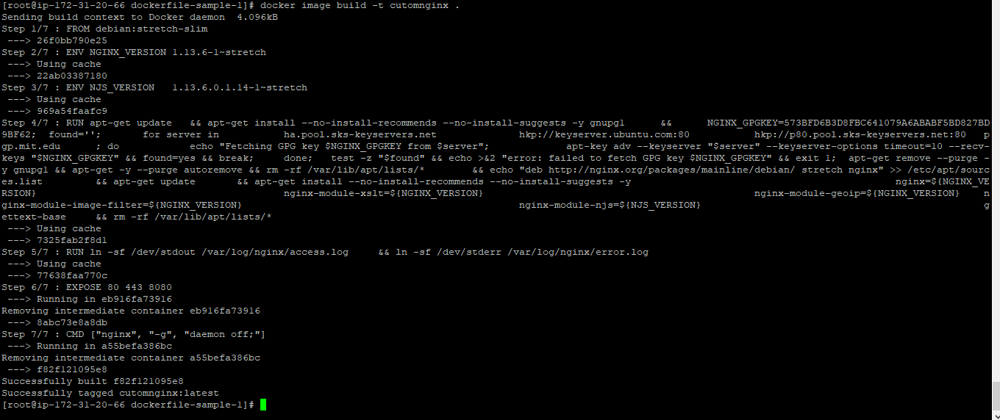 [root@ip-172-31-20-66 dockerfile-sample-1]# docker image build -t cutomnginx .
Sending build context to Docker daemon  4.096kB
Step 1/7 : FROM debian:stretch-slim
 ---> 26f0bb790e25
Step 2/7 : ENV NGINX_VERSION 1.13.6-1~stretch
 ---> Using cache
 ---> 22ab03387180
Step 3/7 : ENV NJS_VERSION   1.13.6.0.1.14-1~stretch
 ---> Using cache
 ---> 969a54faafc9
Step 4/7 : RUN apt-get update   && apt-get install --no-install-recommends --no-install-suggests -y gnupg1      &&      NGINX_GPGKEY=573BFD6B3D8FBC641079A6ABABF5BD827BD
9BF62;  found='';       for server in           ha.pool.sks-keyservers.net              hkp://keyserver.ubuntu.com:80           hkp://p80.pool.sks-keyservers.net:80   p
gp.mit.edu      ; do            echo "Fetching GPG key $NGINX_GPGKEY from $server";             apt-key adv --keyserver "$server" --keyserver-options timeout=10 --recv-
keys "$NGINX_GPGKEY" && found=yes && break;     done;   test -z "$found" && echo >&2 "error: failed to fetch GPG key $NGINX_GPGKEY" && exit 1;  apt-get remove --purge -
y gnupg1 && apt-get -y --purge autoremove && rm -rf /var/lib/apt/lists/*        && echo "deb http://nginx.org/packages/mainline/debian/ stretch nginx" >> /etc/apt/sourc
es.list         && apt-get update       && apt-get install --no-install-recommends --no-install-suggests -y                                             nginx=${NGINX_VE
RSION}                                          nginx-module-xslt=${NGINX_VERSION}                                              nginx-module-geoip=${NGINX_VERSION}    n
ginx-module-image-filter=${NGINX_VERSION}                                               nginx-module-njs=${NJS_VERSION}                                                g
ettext-base     && rm -rf /var/lib/apt/lists/*
 ---> Using cache
 ---> 7325fab2f8d1
Step 5/7 : RUN ln -sf /dev/stdout /var/log/nginx/access.log     && ln -sf /dev/stderr /var/log/nginx/error.log
 ---> Using cache
 ---> 77638faa770c
Step 6/7 : EXPOSE 80 443 8080
 ---> Running in eb916fa73916
Removing intermediate container eb916fa73916
 ---> 8abc73e8a8db
Step 7/7 : CMD ["nginx", "-g", "daemon off;"]
 ---> Running in a55befa386bc
Removing intermediate container a55befa386bc
 ---> f82f121095e8
Successfully built f82f121095e8
Successfully tagged cutomnginx:latest
[root@ip-172-31-20-66 dockerfile-sample-1]#